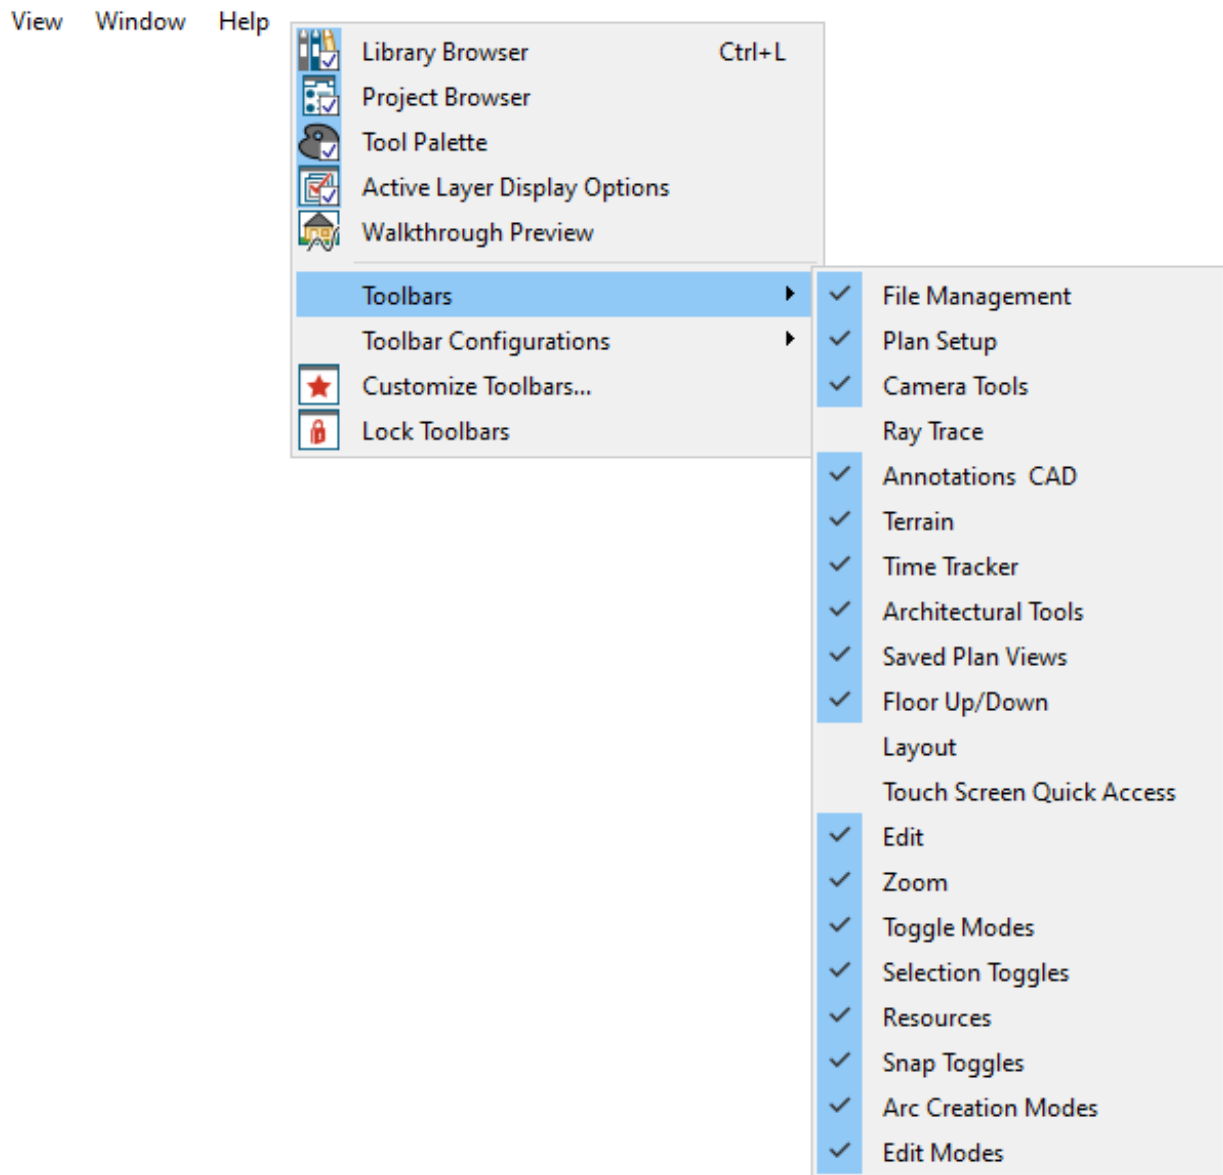 View Window Help
Library Browser Ctrl+L
Project Browser
Tool Palette
Active Layer Display Options
Walkthrough Preview
Toolbars
Toolbar Configurations
Customize Toolbars...
Lock Toolbars
File Management
Plan Setup
Camera Tools
Ray Trace
Annotations  CAD
Terrain
Time Tracker
Architectural Tools
Saved Plan Views
Floor Up/Down
Layout
Touch Screen Quick Access
Edit
Zoom
Toggle Modes
Selection Toggles
Resources
Snap Toggles
Arc Creation Modes
Edit Modes